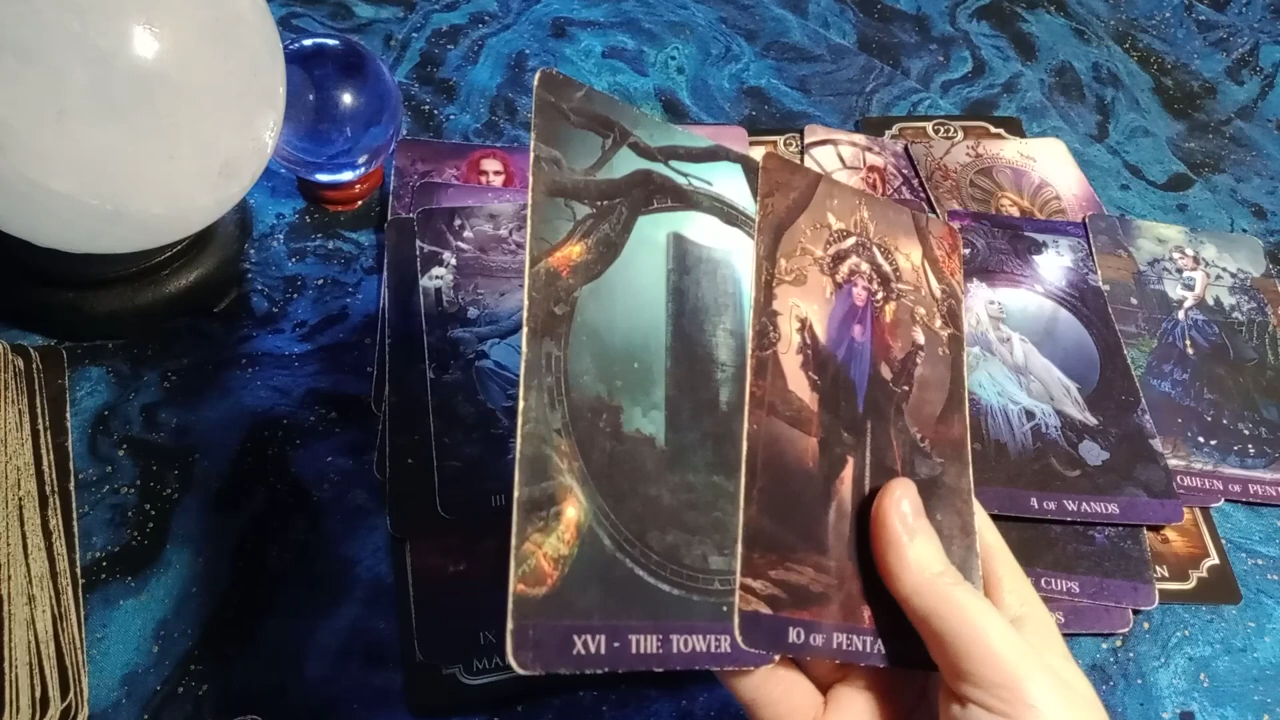 22
III
QUEEN OF PENT
4 OF WANDS
CUPS
IX
XVI - THE TOWER
10 OF PENTA